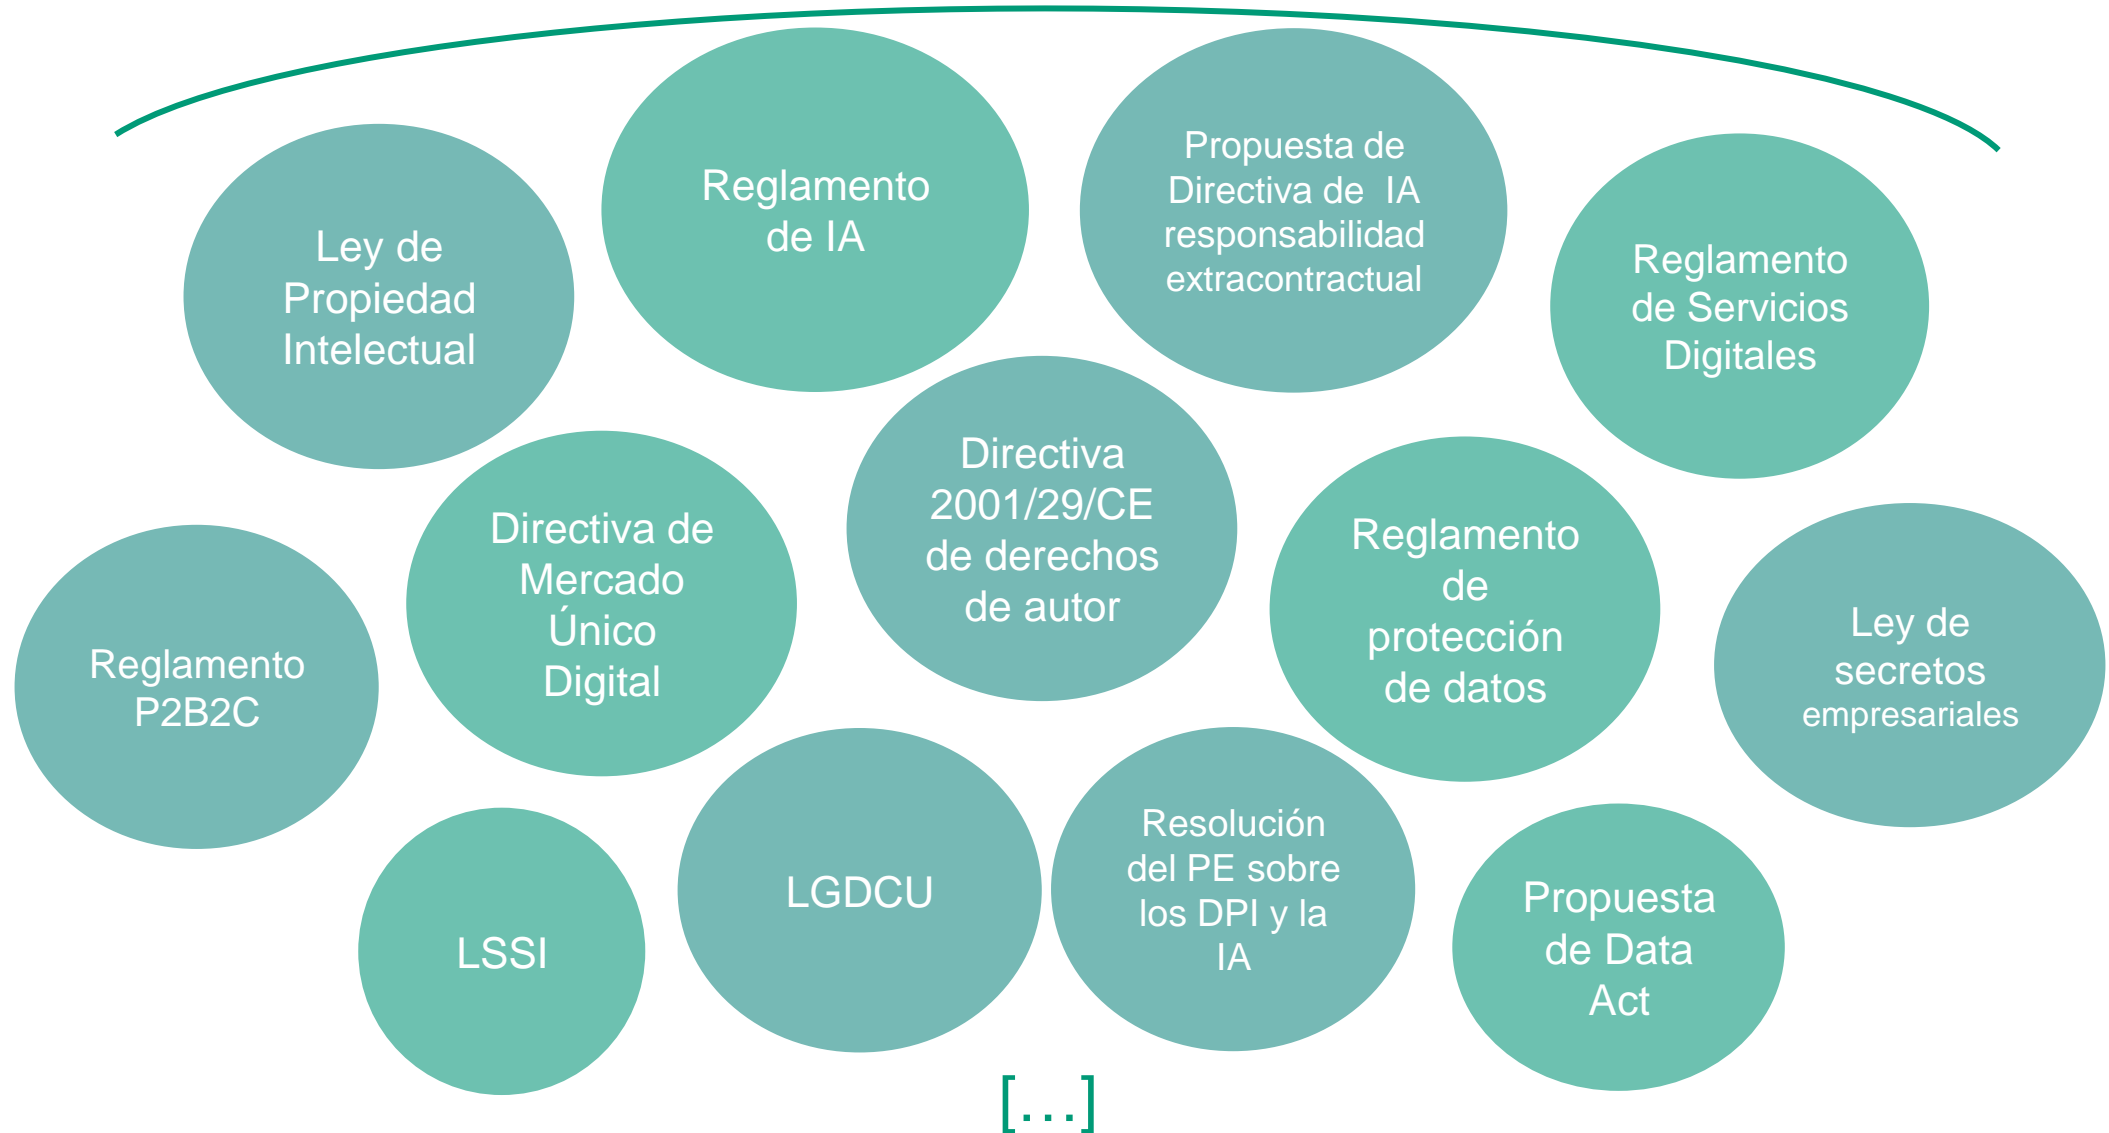 Ley de
Propiedad
Intelectual
Reglamento
de IA
Propuesta de
Directiva de IA
responsabilidad
extracontractual
Reglamento
de Servicios
Digitales
Reglamento
P2B2C
Directiva de
Mercado
Único
Digital
Directiva
2001/29/CE
de derechos
de autor
Reglamento
de
protección
de datos
Ley de
secretos
empresariales
LSSI
LGDCU
Resolución
del PE sobre
los DPI y la
IA
Propuesta
de Data
Act
[…]